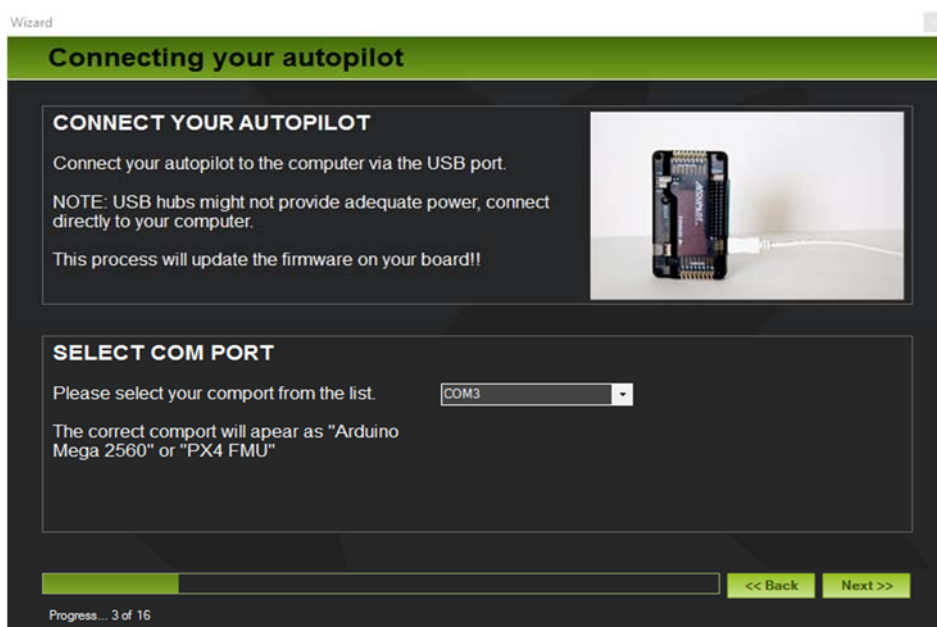 Wizard
Connecting your autopilot
CONNECT YOUR AUTOPILOT
Connect your autopilot to the computer via the USB port.
NOTE: USB hubs might not provide adequate power, connect
directly to your computer.
This process will update the firmware on your board!!
SELECT COM PORT
Please select your comport from the list.
COM3
The correct comport will apear as "Arduino
Mega 2560" or "PX4 FMU"
<< Back
Next >>
Progress... 3 of 16